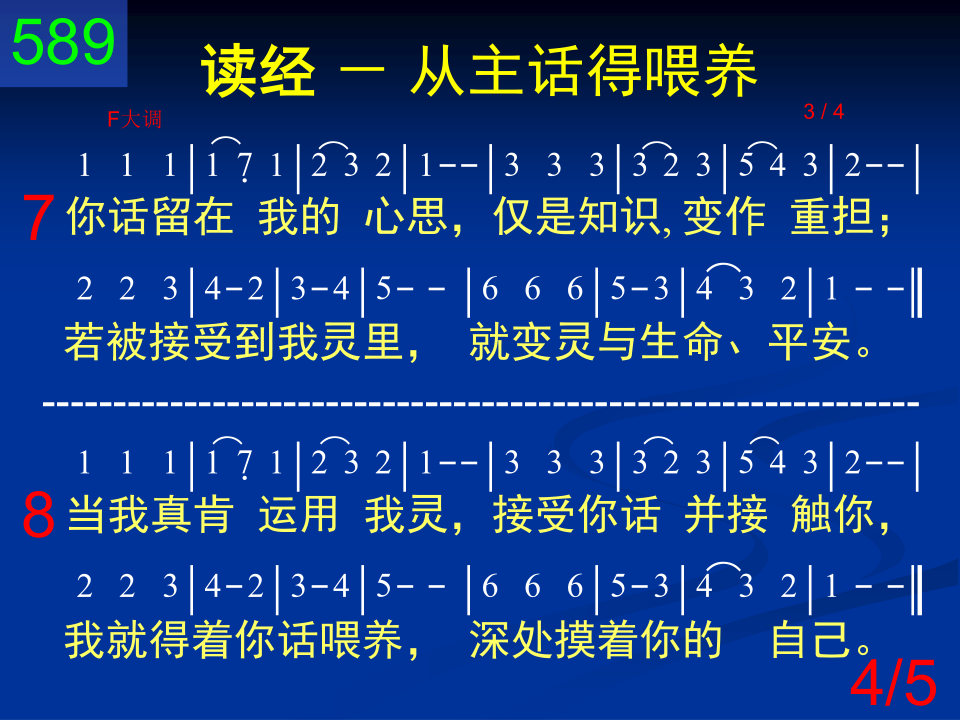 589
读经 － 从主话得喂养
F大调
3 / 4
1 1 1|1 7̣ 1|2 3 2|1--|3 3 3|3 2 3|5 4 3|2--|
7 你话留在 我的 心思，仅是知识, 变作 重担；
2 2 3|4-2|3-4|5-- |6 6 6|5-3|4 3 2|1 --‖
若被接受到我灵里， 就变灵与生命、平安。
--------------------------------------------------------------
1 1 1|1 7̣ 1|2 3 2|1--|3 3 3|3 2 3|5 4 3|2--|
8 当我真肯 运用 我灵，接受你话 并接 触你，
2 2 3|4-2|3-4|5-- |6 6 6|5-3|4 3 2|1 --‖
我就得着你话喂养， 深处摸着你的 自己。
4/5